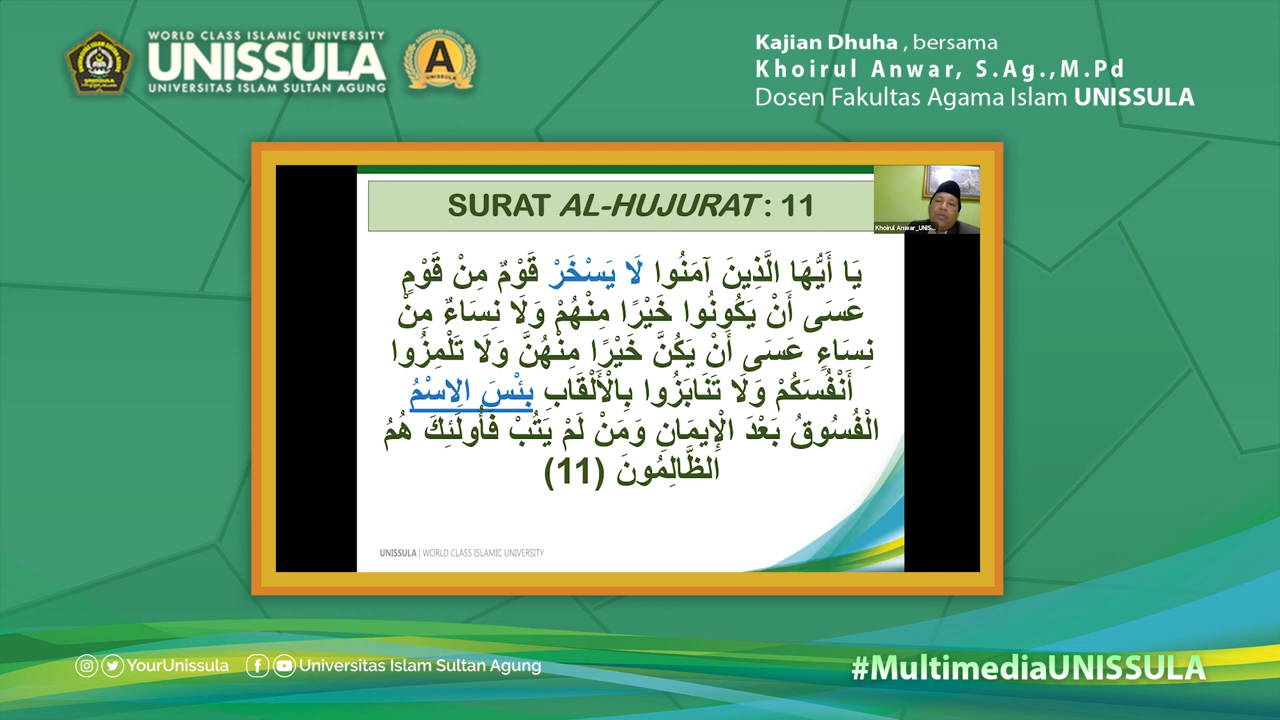 WORLD CLASS ISLAMIC UNIVERSITY
UNISSULA
UNIVERSITAS ISLAM SULTAN AGUNG
A
UNISSULA
Kajian Dhuha , bersama
Khoirul Anwar, S.Ag.,M.Pd
Dosen Fakultas Agama Islam UNISSULA
SURAT AL-HUJURAT : 11
Khoirul Anwar_UNIS...
يَا أَيُّهَا الَّذِينَ آمَنُوا لَا يَسْخَرْ قَوْمٌ مِنْ قَوْمٍ
عَسَى أَنْ يَكُونُوا خَيْرًا مِنْهُمْ وَلَا نِسَاءٌ مِنْ
نِسَاءٍ عَسَى أَنْ يَكُنَّ خَيْرًا مِنْهُنَّ وَلَا تَلْمِزُوا
أَنْفُسَكُمْ وَلَا تَنَابَزُوا بِالْأَلْقَابِ بِئْسَ الِاسْمُ
الْفُسُوقُ بَعْدَ الْإِيمَانِ وَمَنْ لَمْ يَتُبْ فَأُولَئِكَ هُمُ
الظَّالِمُونَ (11)
UNISSULA | WORLD CLASS ISLAMIC UNIVERSITY
YourUnissula
Universitas Islam Sultan Agung
#MultimediaUNISSULA